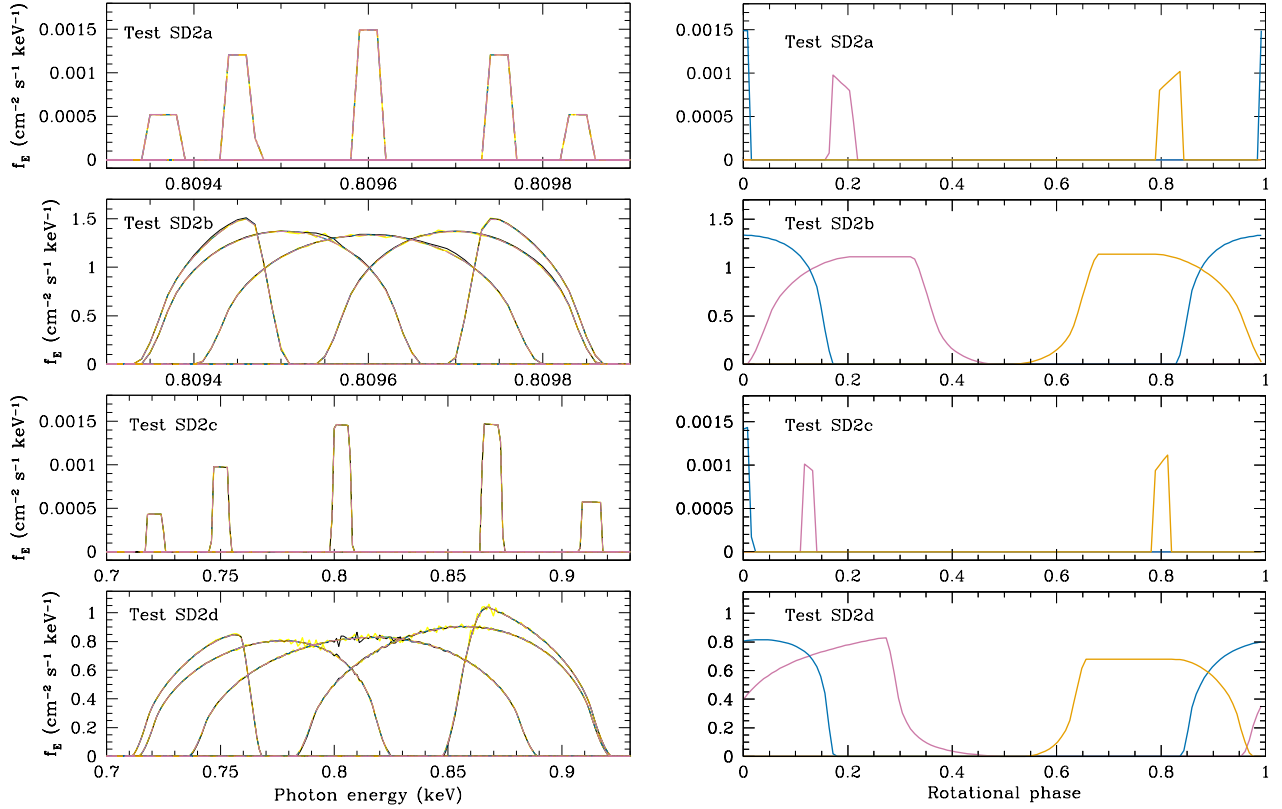 Test SD2a
f_E (cm⁻² s⁻¹ keV⁻¹)
0.0015
0.001
0.0005
0
0.8094 0.8096 0.8098
Test SD2a
0.0015
0.001
0.0005
0
0 0.2 0.4 0.6 0.8 1
Test SD2b
f_E (cm⁻² s⁻¹ keV⁻¹)
1.5
1
0.5
0
0.8094 0.8096 0.8098
Test SD2b
1.5
1
0.5
0
0 0.2 0.4 0.6 0.8 1
Test SD2c
f_E (cm⁻² s⁻¹ keV⁻¹)
0.0015
0.001
0.0005
0
0.7 0.75 0.8 0.85 0.9
Test SD2c
0.0015
0.001
0.0005
0
0 0.2 0.4 0.6 0.8 1
Test SD2d
f_E (cm⁻² s⁻¹ keV⁻¹)
1
0.8
0.6
0.4
0.2
0
0.7 0.75 0.8 0.85 0.9
Photon energy (keV)
Test SD2d
1
0.8
0.6
0.4
0.2
0
0 0.2 0.4 0.6 0.8 1
Rotational phase